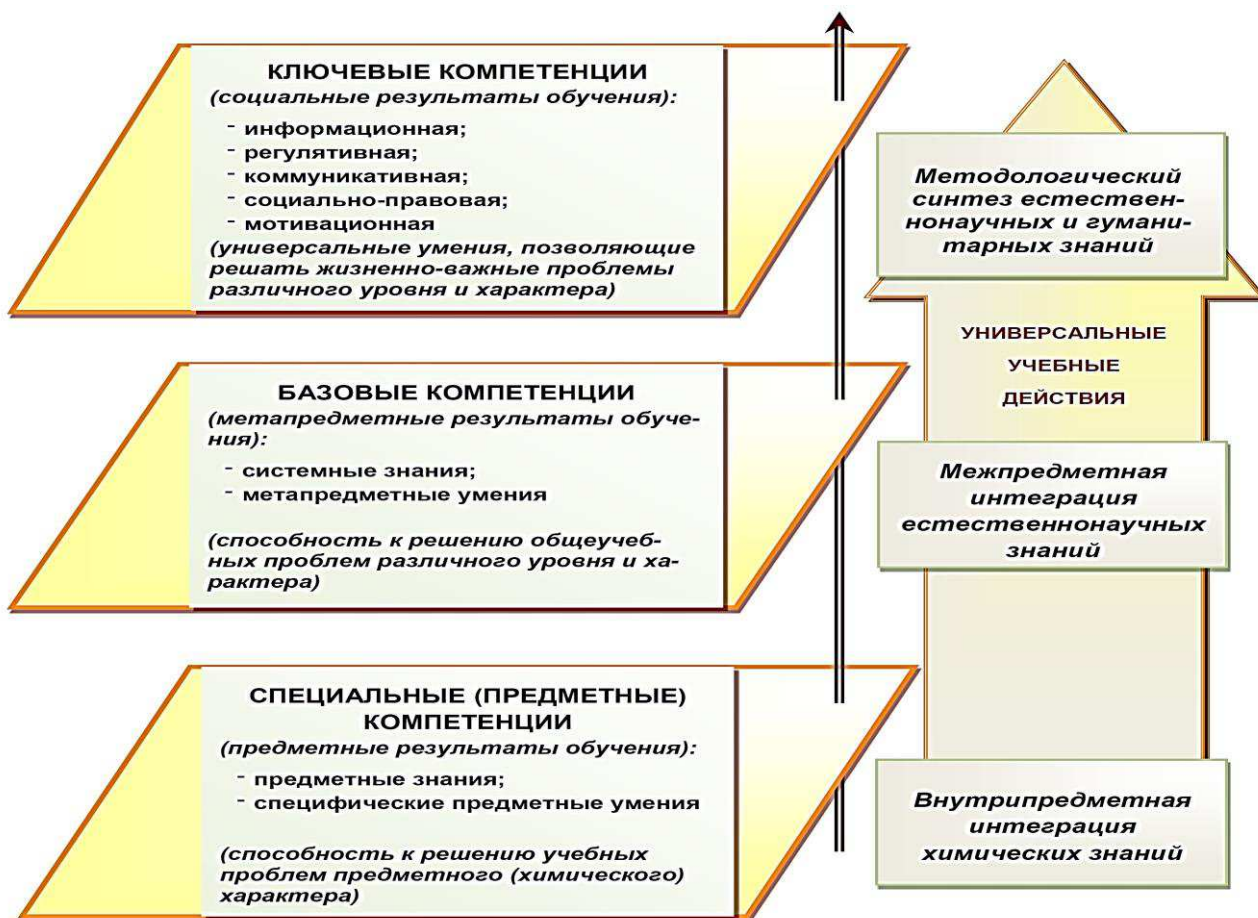 КЛЮЧЕВЫЕ КОМПЕТЕНЦИИ
(социальные результаты обучения):
- информационная;
- регулятивная;
- коммуникативная;
- социально-правовая;
- мотивационная
(универсальные умения, позволяющие
решать жизненно-важные проблемы
различного уровня и характера)
БАЗОВЫЕ КОМПЕТЕНЦИИ
(метапредметные результаты обуче-
ния):
- системные знания;
- метапредметные умения
(способность к решению общеучеб-
ных проблем различного уровня и ха-
рактера)
СПЕЦИАЛЬНЫЕ (ПРЕДМЕТНЫЕ)
КОМПЕТЕНЦИИ
(предметные результаты обучения):
- предметные знания;
- специфические предметные умения
(способность к решению учебных
проблем предметного (химического)
характера)
Методологический
синтез естествен-
нонаучных и гумани-
тарных знаний
УНИВЕРСАЛЬНЫЕ
УЧЕБНЫЕ
ДЕЙСТВИЯ
Межпредметная
интеграция
естественнонаучных
знаний
Внутрипредметная
интеграция
химических знаний